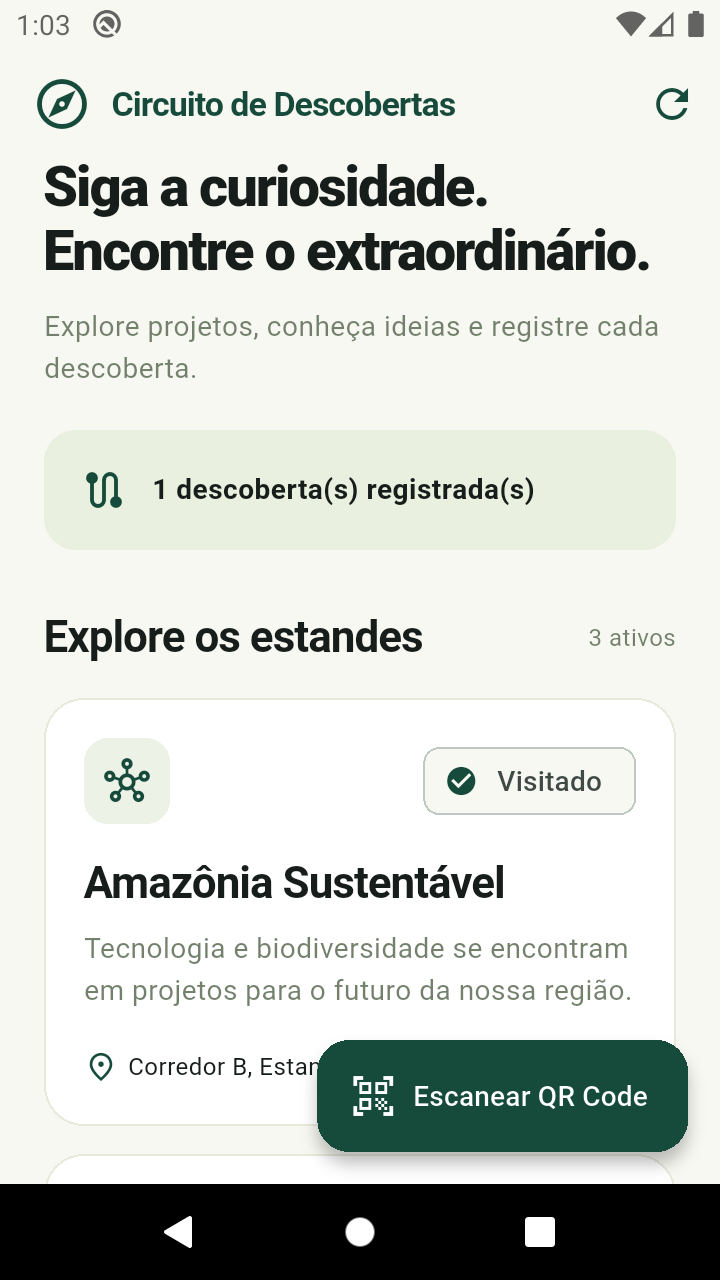 1:03
Circuito de Descobertas
Siga a curiosidade.
Encontre o extraordinário.
Explore projetos, conheça ideias e registre cada
descoberta.
1 descoberta(s) registrada(s)
Explore os estandes
3 ativos
Visitado
Amazônia Sustentável
Tecnologia e biodiversidade se encontram
em projetos para o futuro da nossa região.
Corredor B,
Escanear QR Code